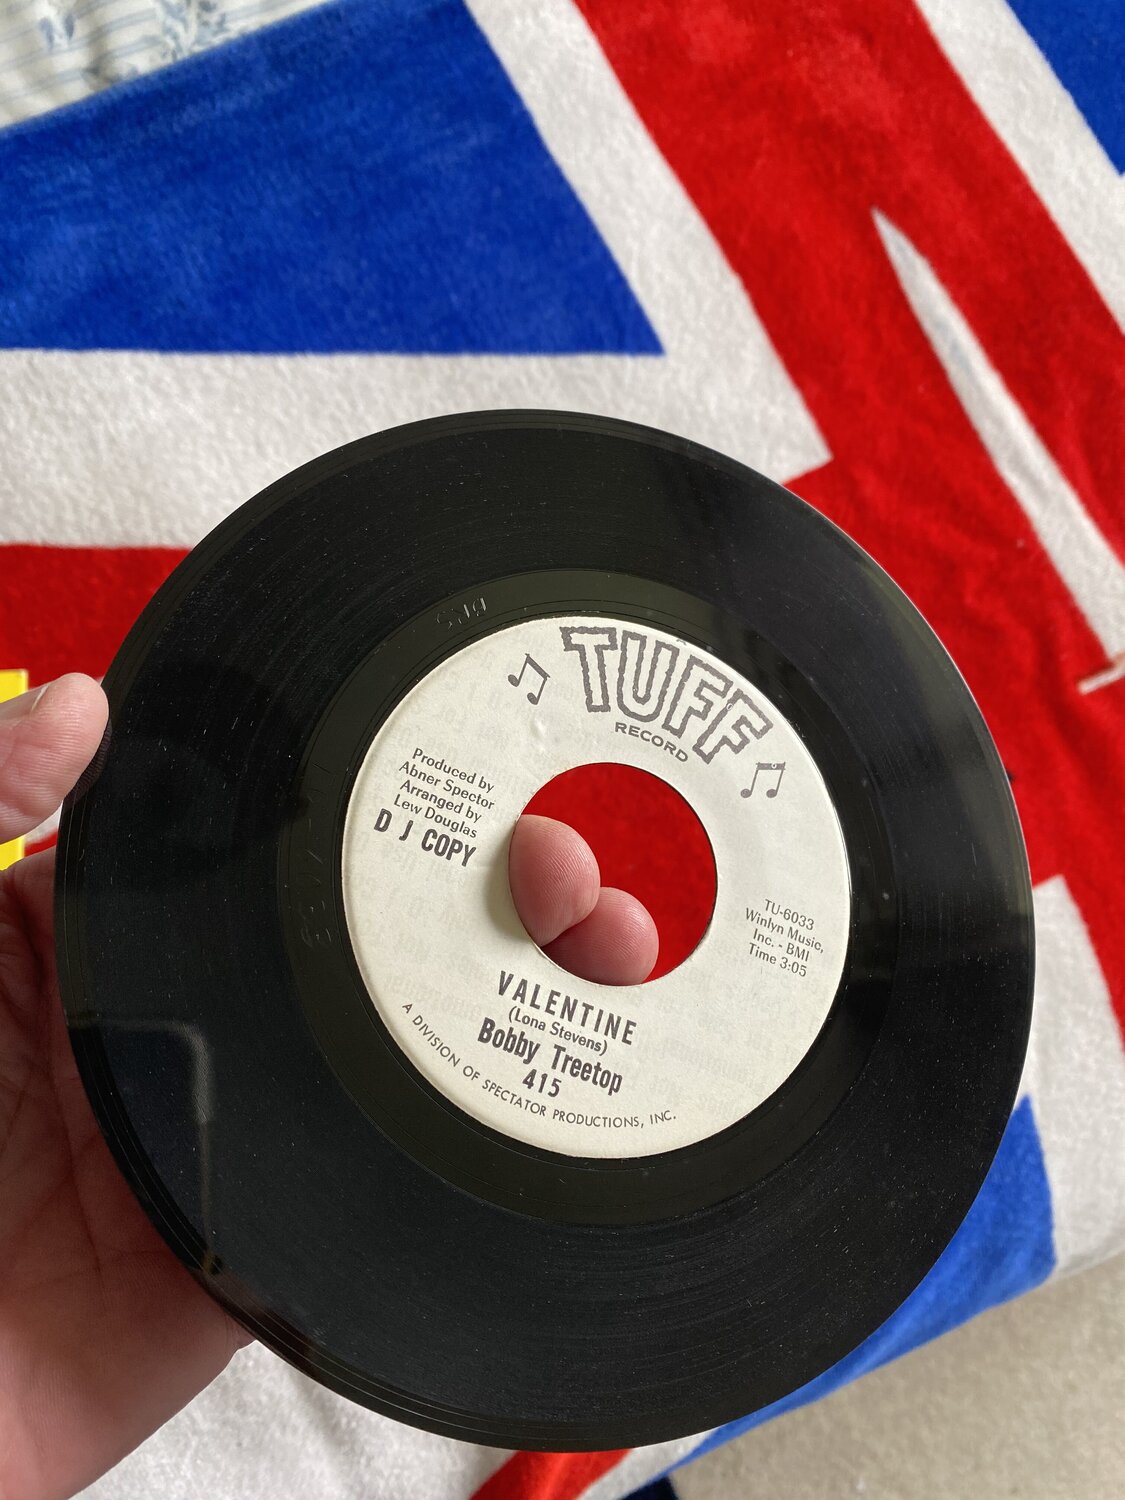 TUFF
RECORD
Produced by
Abner Spector
Arranged by
Lew Douglas
D J COPY
TU-6033
Winlyn Music,
Inc. - BMI
Time 3:05
VALENTINE
(Lona Stevens)
Bobby Treetop
415
A DIVISION OF SPECTATOR PRODUCTIONS, INC.